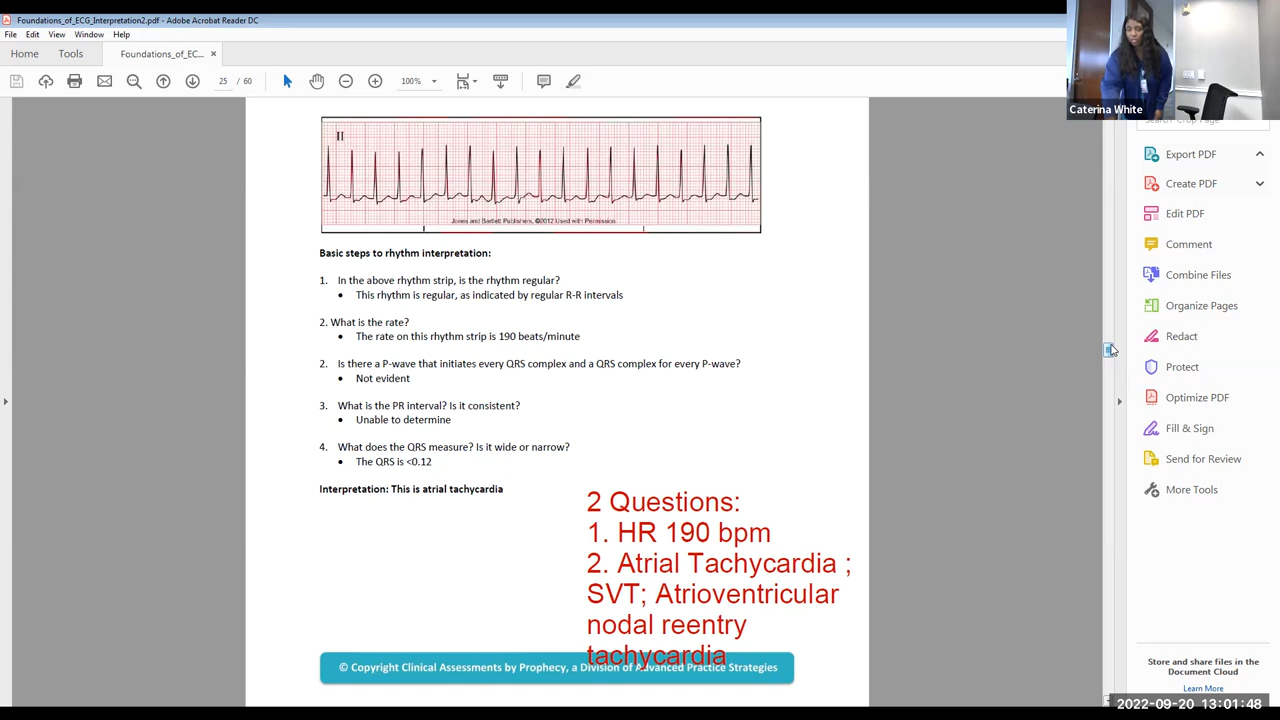 Foundations_of_ECG_Interpretation2.pdf - Adobe Acrobat Reader DC
File Edit View Window Help
Home Tools Foundations_of_EC... ×
25 / 60 100%
Caterina White
II
Jones and Bartlett Publishers, ©2012 Used with Permission
Basic steps to rhythm interpretation:
1. In the above rhythm strip, is the rhythm regular?
• This rhythm is regular, as indicated by regular R-R intervals
2. What is the rate?
• The rate on this rhythm strip is 190 beats/minute
2. Is there a P-wave that initiates every QRS complex and a QRS complex for every P-wave?
• Not evident
3. What is the PR interval? Is it consistent?
• Unable to determine
4. What does the QRS measure? Is it wide or narrow?
• The QRS is <0.12
Interpretation: This is atrial tachycardia
2 Questions:
1. HR 190 bpm
2. Atrial Tachycardia ;
SVT; Atrioventricular
nodal reentry
tachycardia
© Copyright Clinical Assessments by Prophecy, a Division of Advanced Practice Strategies
Search 'Crop Page'
Export PDF
Create PDF
Edit PDF
Comment
Combine Files
Organize Pages
Redact
Protect
Optimize PDF
Fill & Sign
Send for Review
More Tools
Store and share files in the
Document Cloud
Learn More
2022-09-20 13:01:48